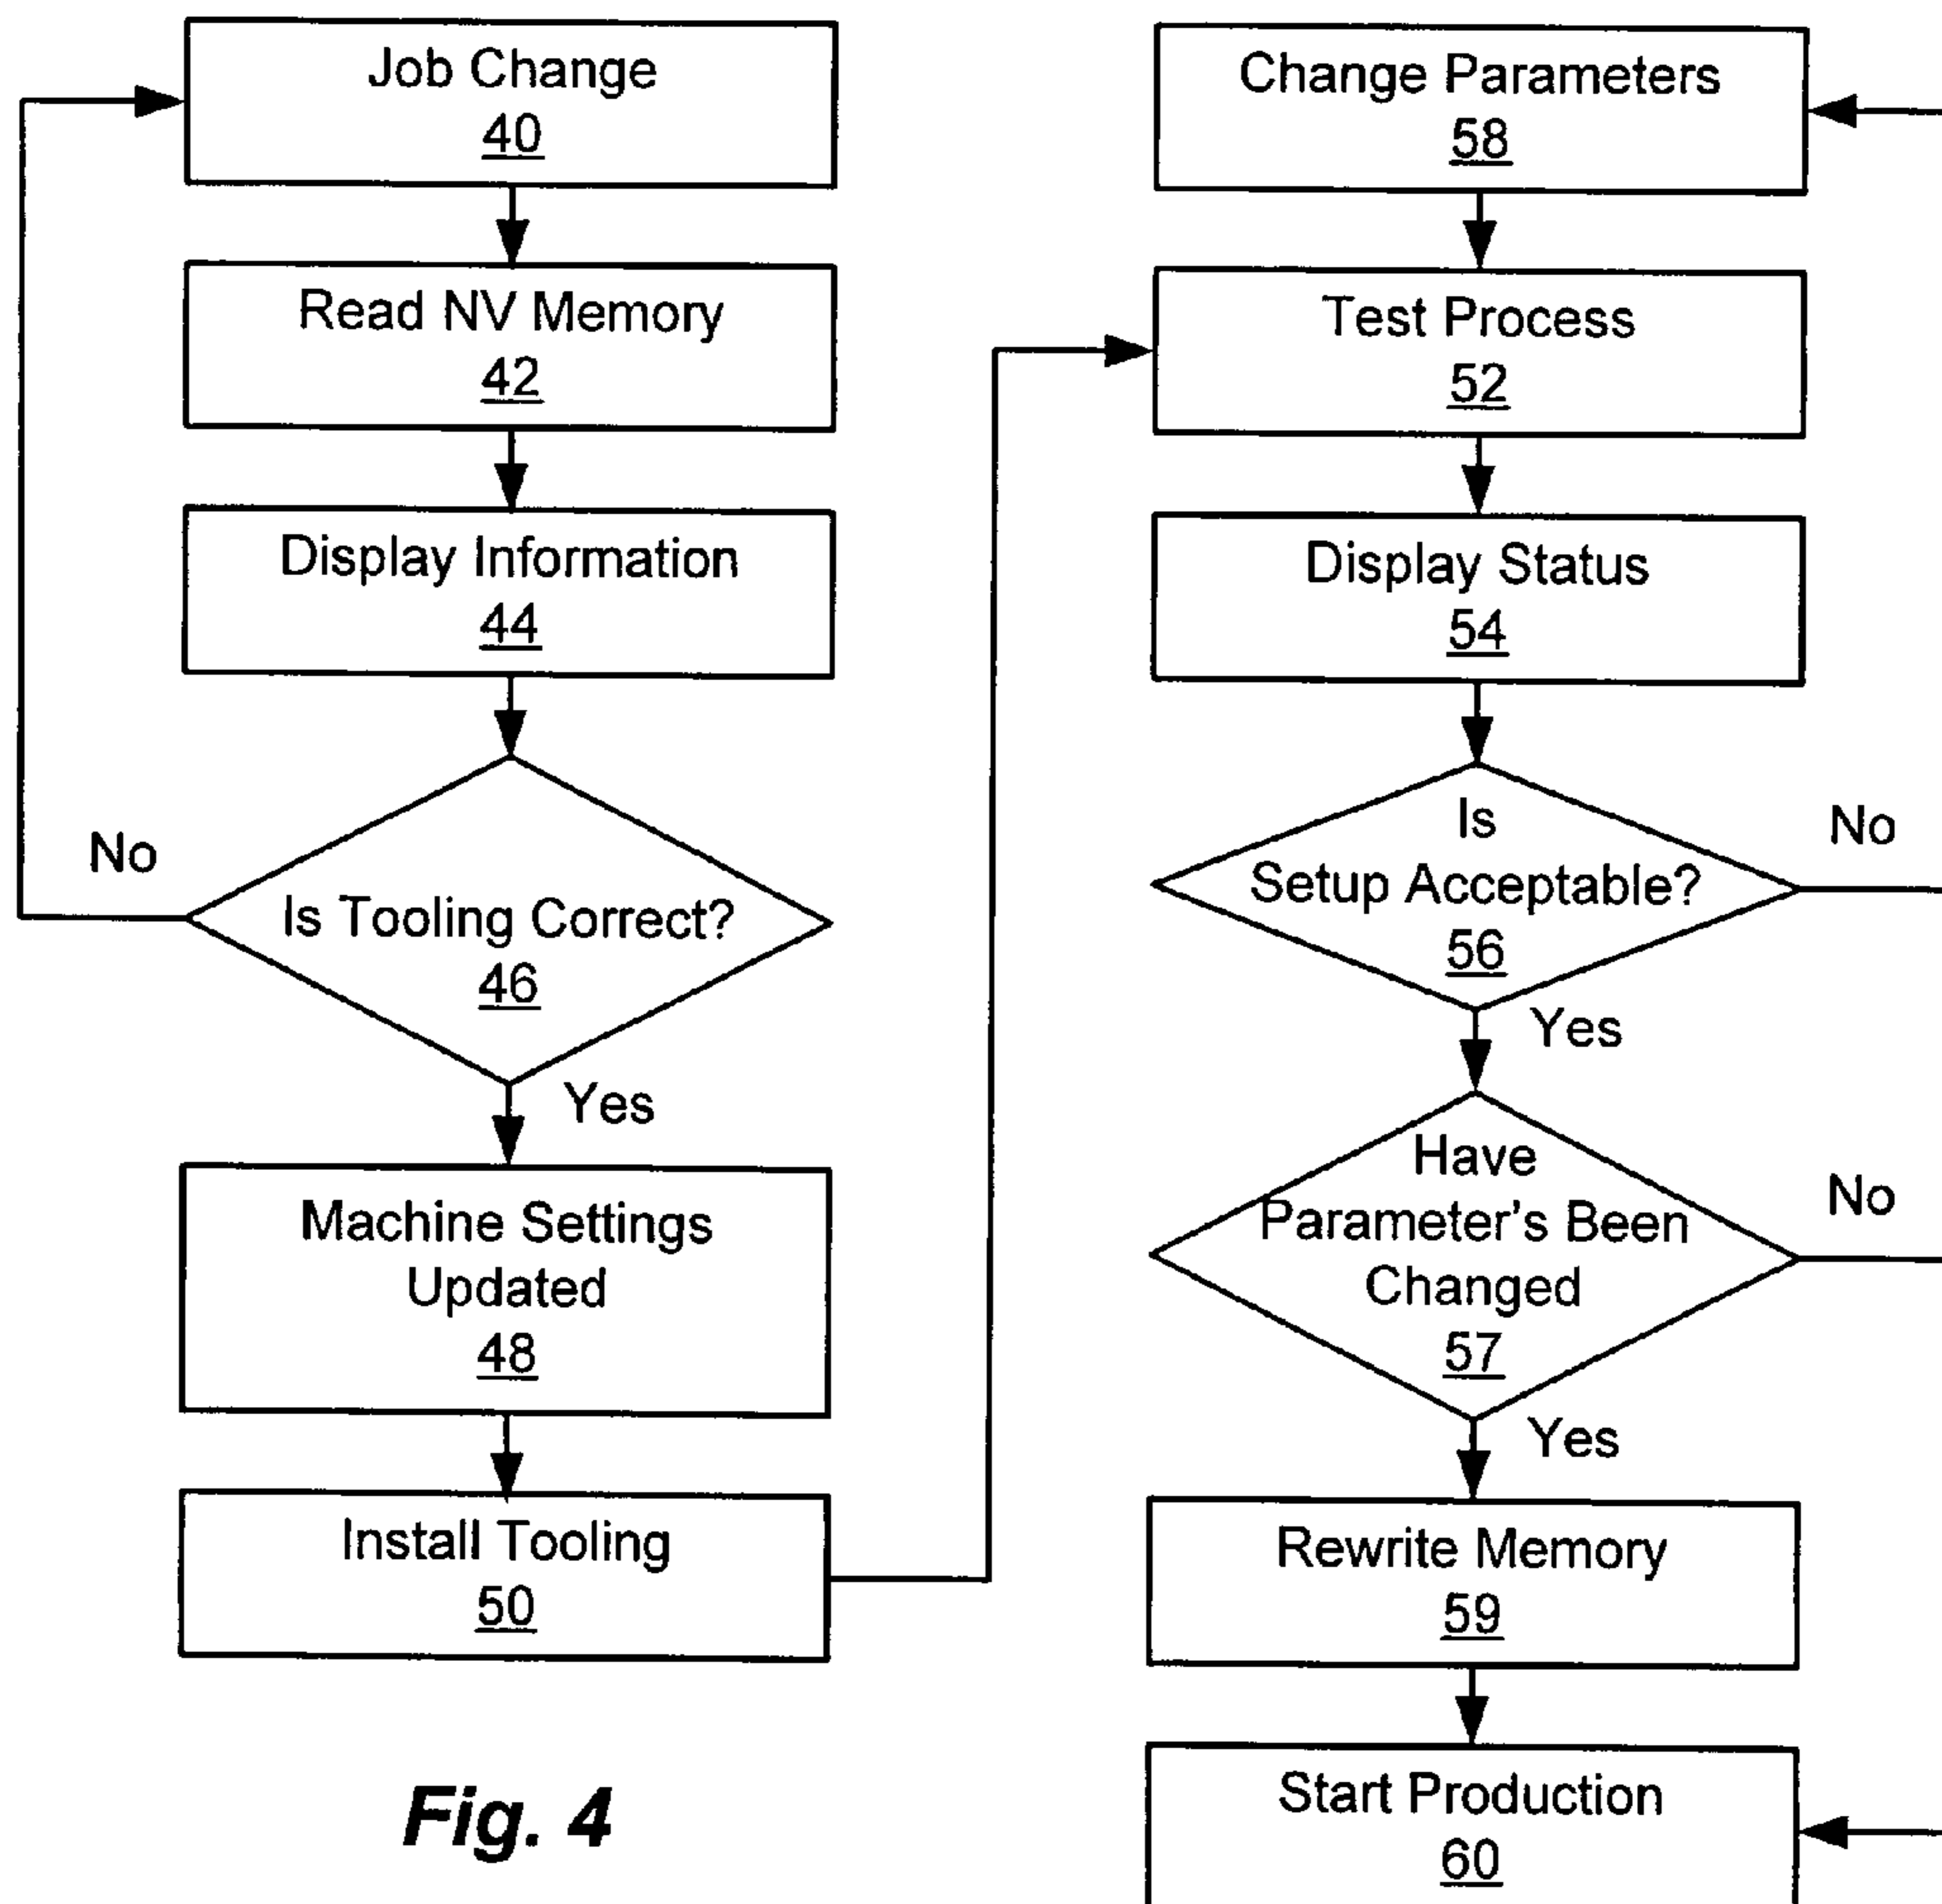 Job Change
40
Read NV Memory
42
Display Information
44
No
Is Tooling Correct?
46
Yes
Machine Settings
Updated
48
Install Tooling
50
Fig. 4
Change Parameters
58
Test Process
52
Display Status
54
Is
Setup Acceptable?
56
No
Yes
Have
Parameter's Been
Changed
57
No
Yes
Rewrite Memory
59
Start Production
60